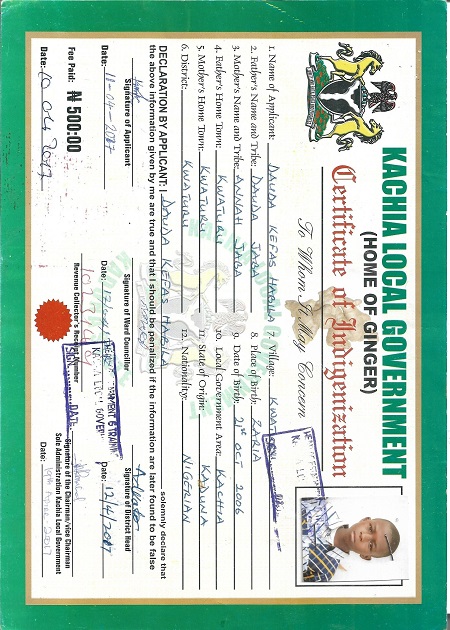 KACHIA LOCAL GOVERNMENT
(HOME OF GINGER)
Certificate of Indigenization
To Whom It May Concern
1. Name of Applicant: DAUDA KEFAS HABILA
2. Father's Name and Tribe: DAUDA JABA
3. Mother's Name and Tribe: ANNAH JABA
4. Father's Home Town: KWATURU
5. Mother's Home Town: KWATURU
6. District: KWATURU
7. Village: KWATURU
8. Place of Birth: ZARIA
9. Date of Birth: 21st OCT 2006
10. Local Government Area: KACHIA
11. State of Origin: KADUNA
12. Nationality: NIGERIAN
DECLARATION BY APPLICANT: I DAUDA KEFAS HABILA solemnly declare that
the above information given by me are true and that I should be penalized if the information are later found to be false
Signature of Applicant
Date:
Signature of Ward Councillor
Date:
Signature of District Head
Date: 12/4/2017
Fee Paid: ₦ 500:00
Revenue Collector's Receipt Number
Signature of the Chairman/vice Chairman
Sole Administration Kachia Local Government
Date: 10 04 2017
Date: